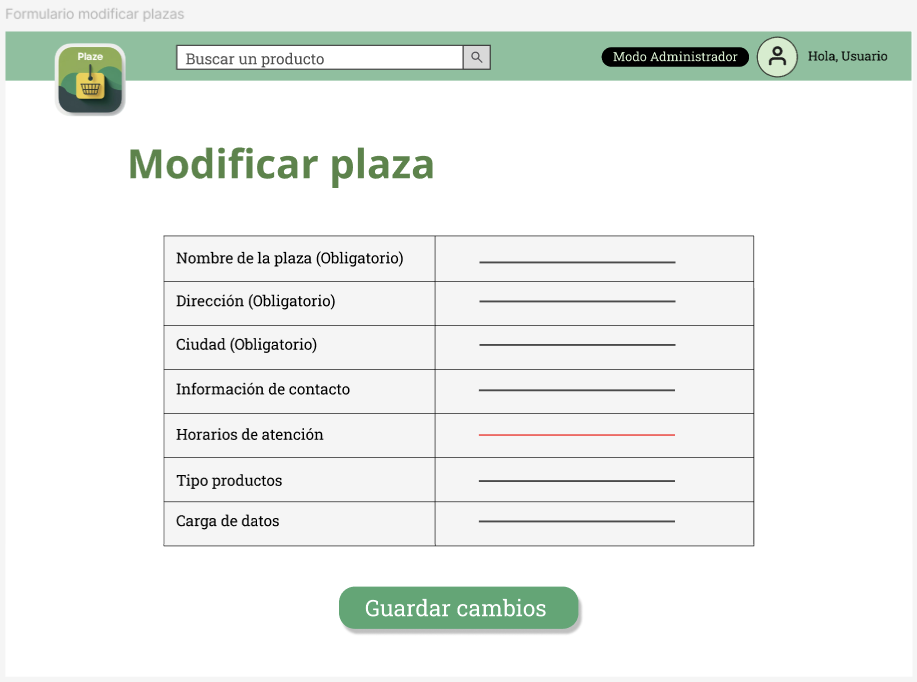 Formulario modificar plazas
Plaze
Buscar un producto
Modo Administrador
Hola, Usuario
Modificar plaza
Nombre de la plaza (Obligatorio)
Dirección (Obligatorio)
Ciudad (Obligatorio)
Información de contacto
Horarios de atención
Tipo productos
Carga de datos
Guardar cambios